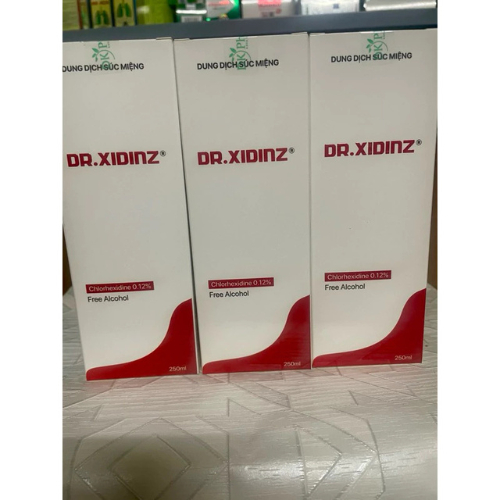 DUNG DỊCH SÚC MIỆNG
DR.XIDINZ®
Chlorhexidine 0.12%
Free Alcohol
250ml
DUNG DỊCH SÚC MIỆNG
DR.XIDINZ®
Chlorhexidine 0.12%
Free Alcohol
250ml
DUNG DỊCH SÚC MIỆNG
DR.XIDINZ®
Chlorhexidine 0.12%
Free Alcohol
250ml